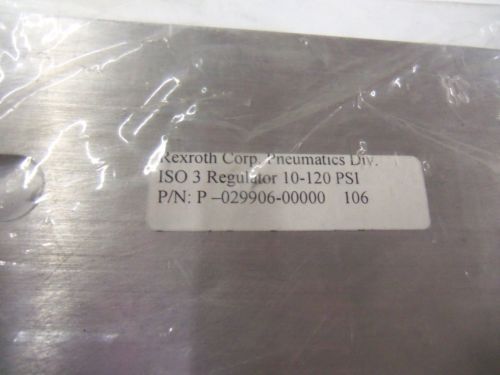 Rexroth Corp. Pneumatics Div.
ISO 3 Regulator 10-120 PSI
P/N: P –029906-00000 106